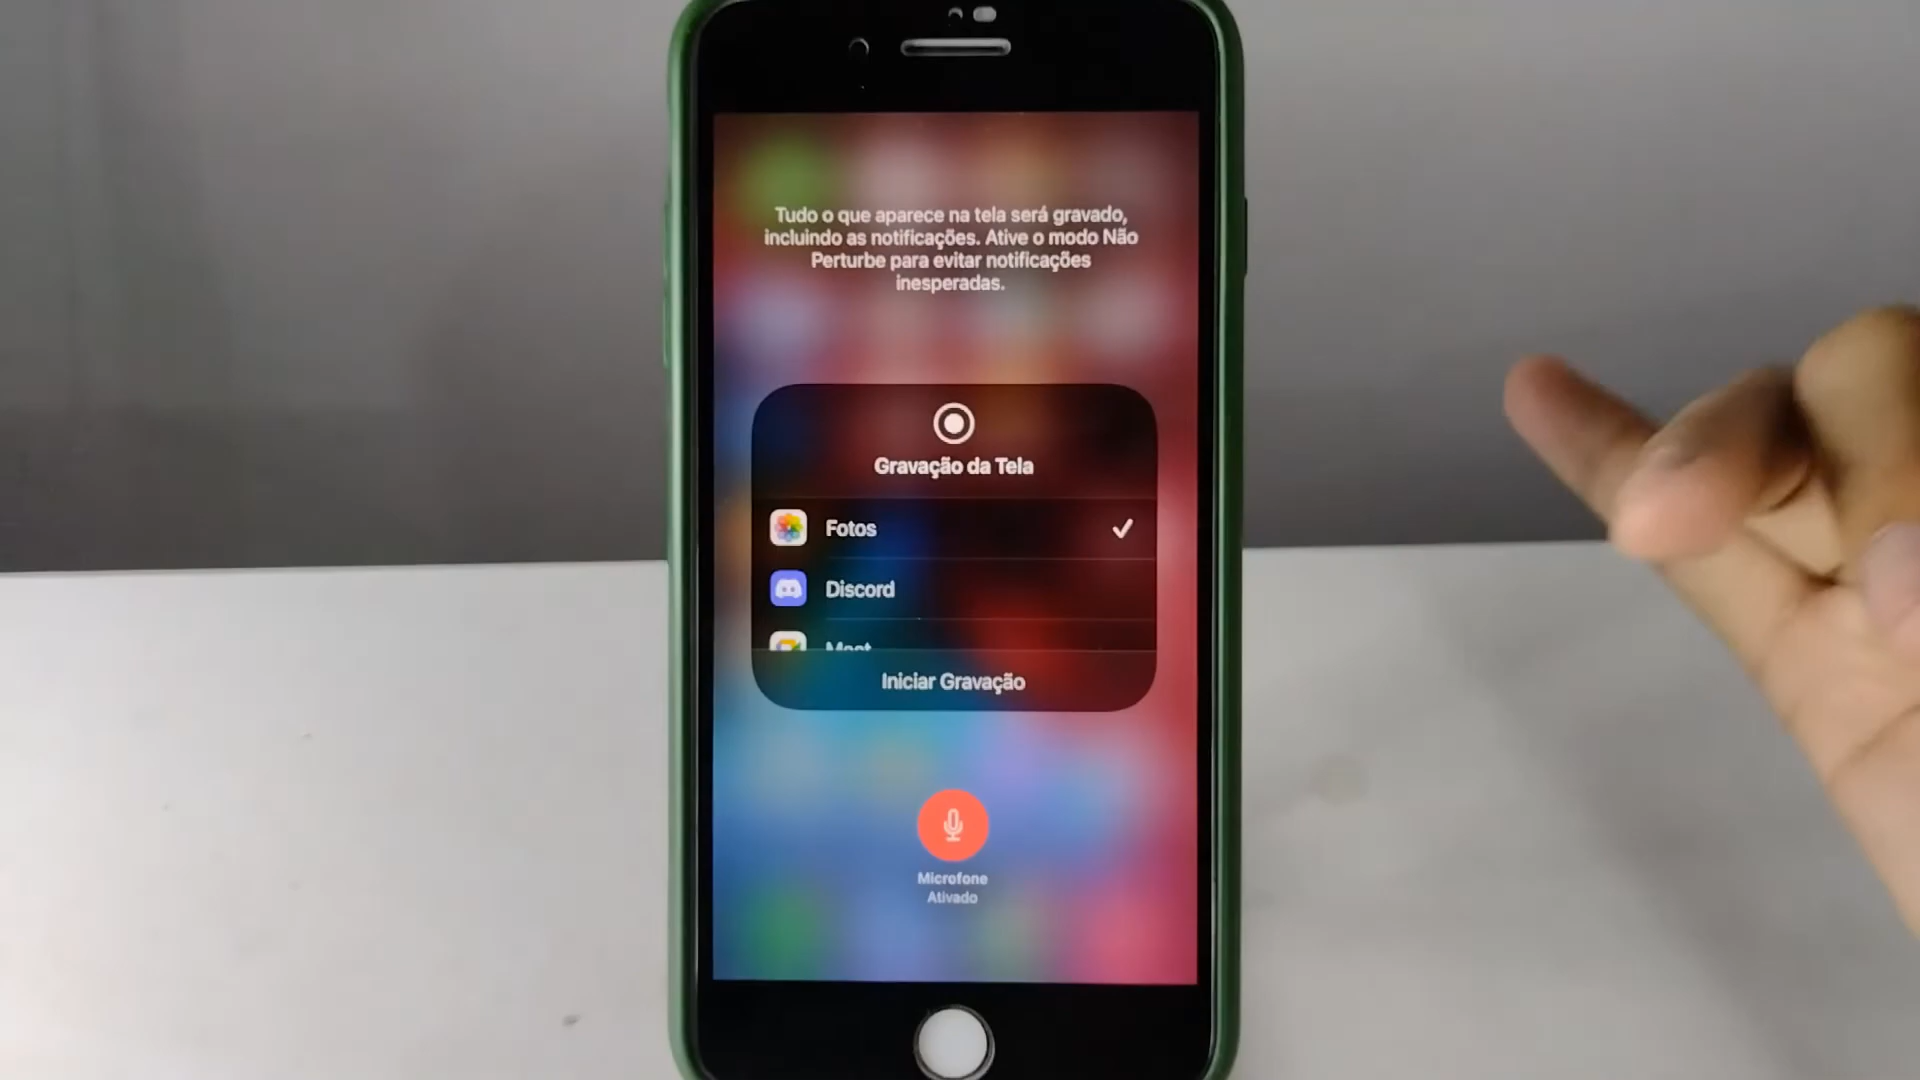 Tudo o que aparece na tela será gravado,
incluindo as notificações. Ative o modo Não
Perturbe para evitar notificações
inesperadas.
Gravação da Tela
Fotos
Discord
Meet
Iniciar Gravação
Microfone
Ativado